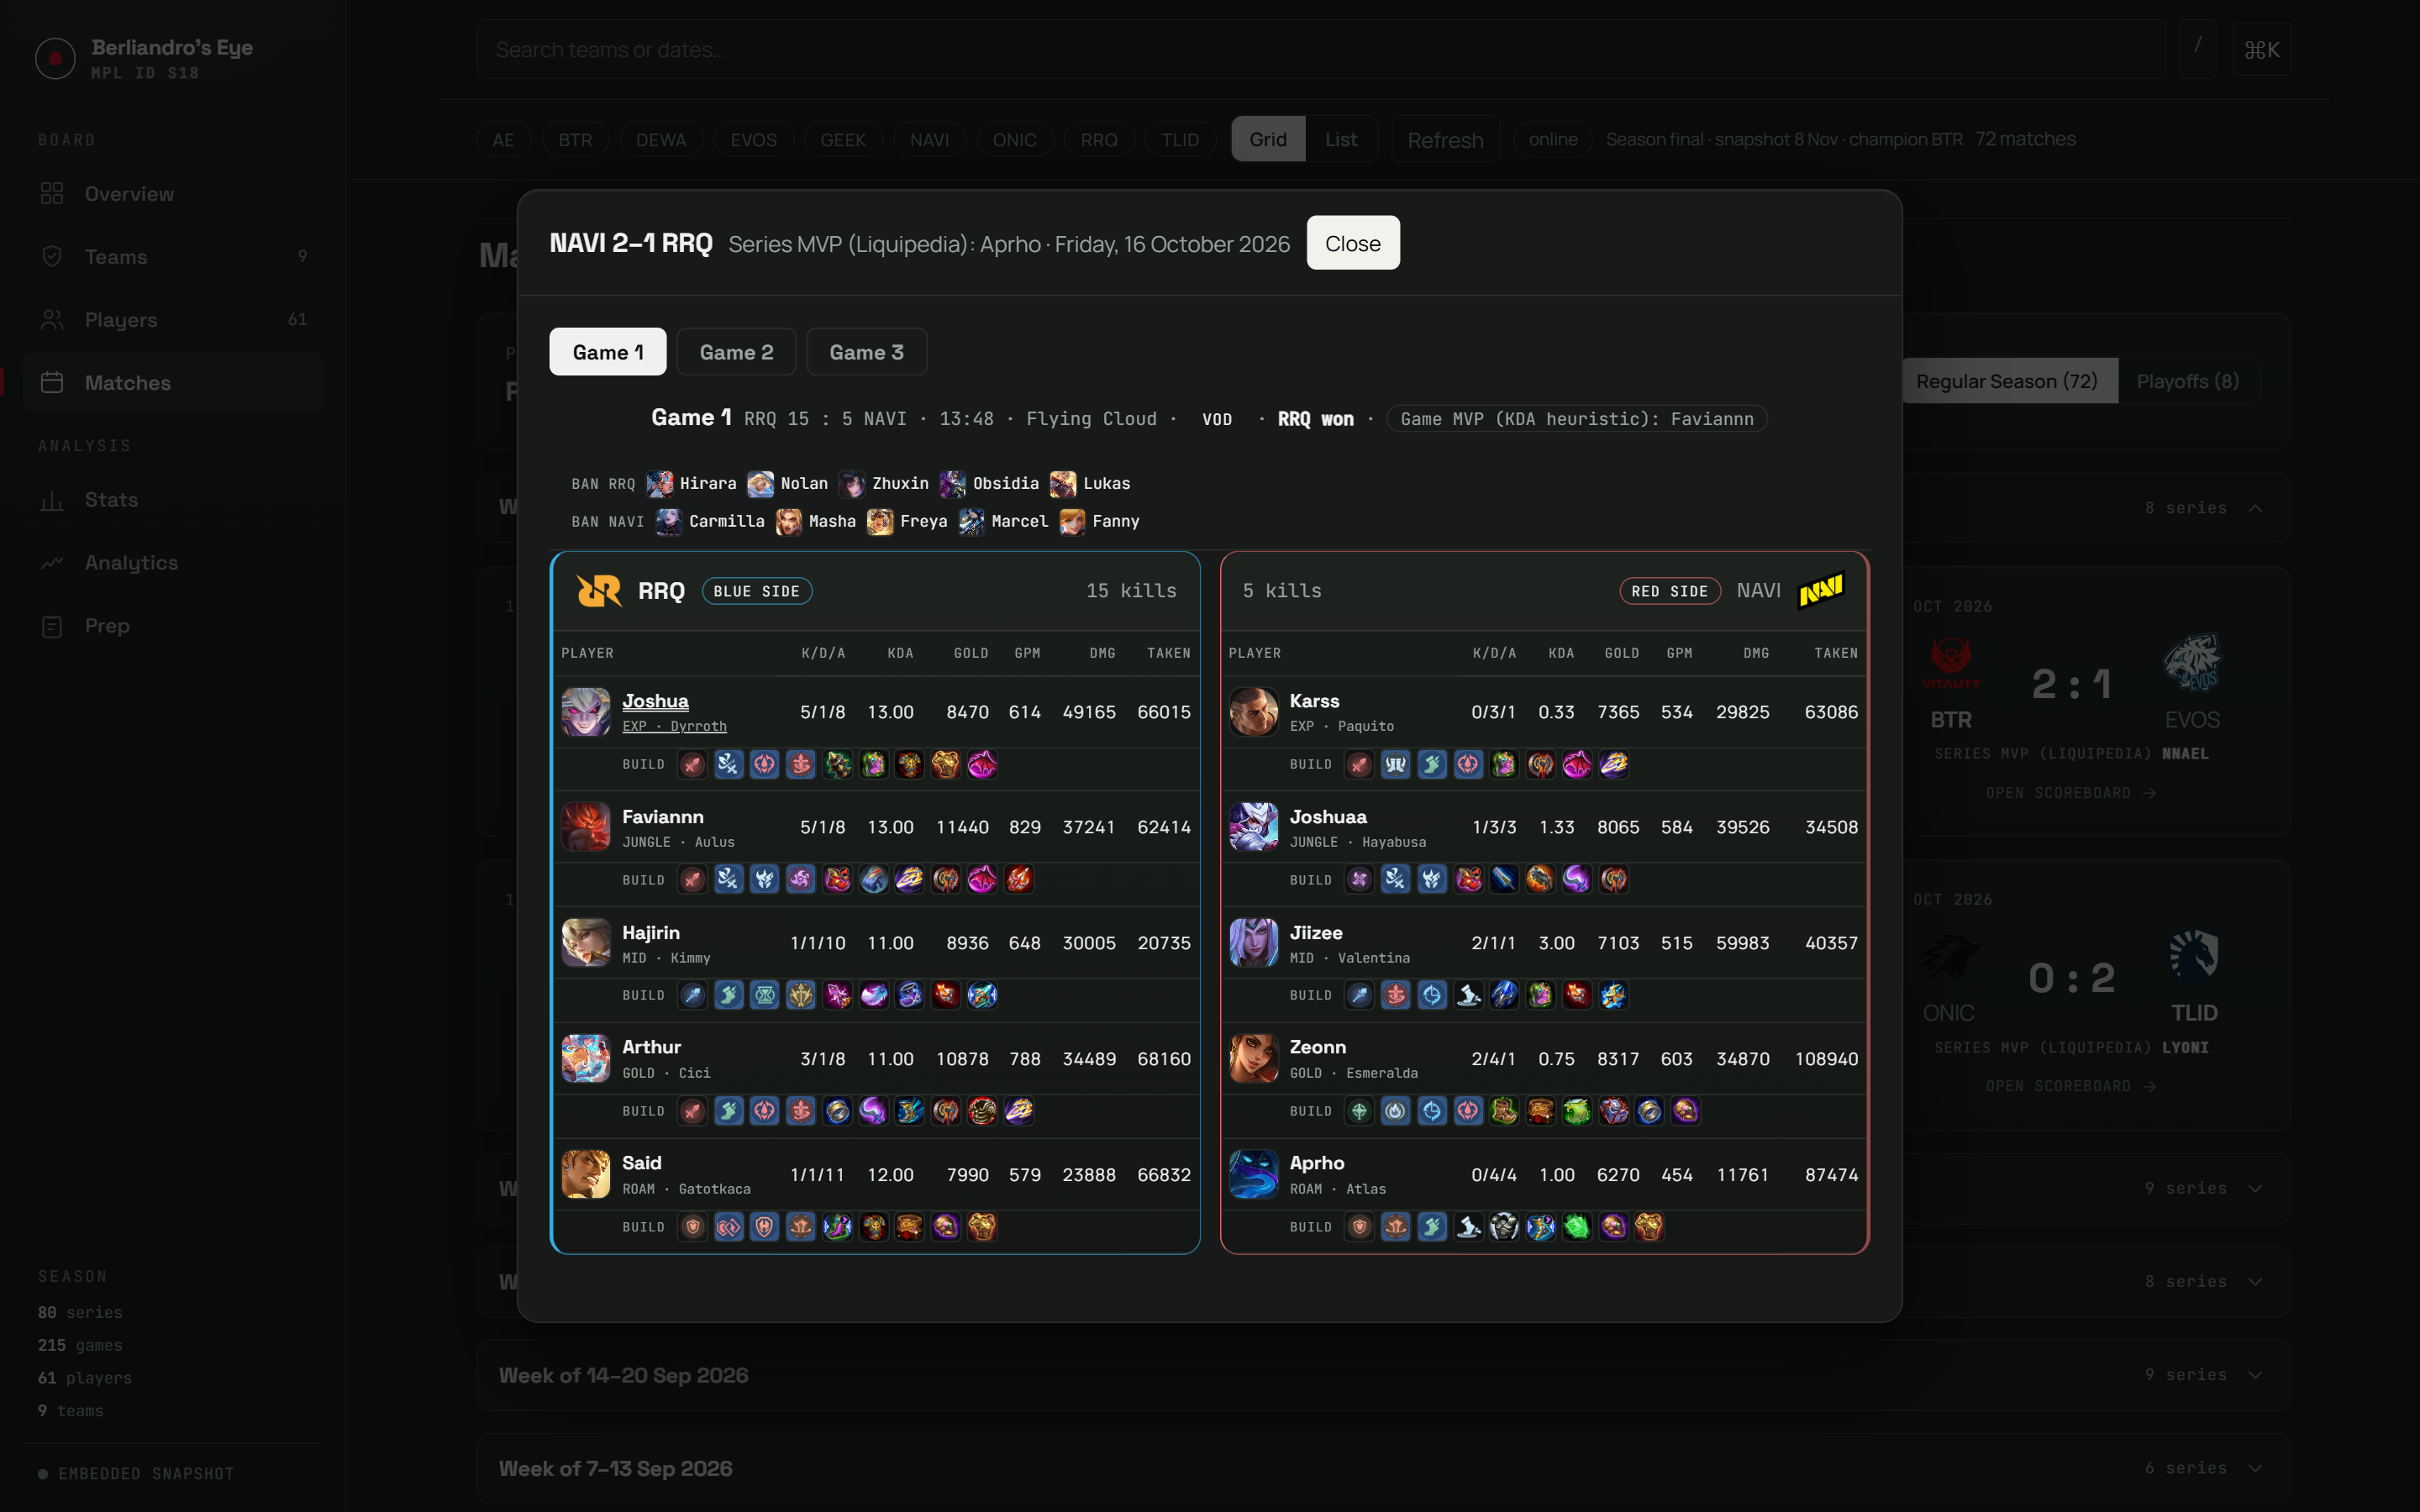 Berliandro's Eye
MPL ID S18
Search teams or dates...
/
⌘K
BOARD
Overview
Teams 9
Players 61
Matches
ANALYSIS
Stats
Analytics
Prep
SEASON
80 series
215 games
61 players
9 teams
EMBEDDED SNAPSHOT
AE BTR DEWA EVOS GEEK NAVI ONIC RRQ TLID Grid List Refresh online Season final · snapshot 8 Nov · champion BTR 72 matches
NAVI 2–1 RRQ Series MVP (Liquipedia): Aprho · Friday, 16 October 2026 Close
Game 1 Game 2 Game 3
Game 1 RRQ 15 : 5 NAVI · 13:48 · Flying Cloud · VOD · RRQ won · Game MVP (KDA heuristic): Faviannn
BAN RRQ Hirara Nolan Zhuxin Obsidia Lukas
BAN NAVI Carmilla Masha Freya Marcel Fanny
RRQ BLUE SIDE 15 kills
PLAYER K/D/A KDA GOLD GPM DMG TAKEN
Joshua 5/1/8 13.00 8470 614 49165 66015
EXP · Dyrroth
BUILD
Faviannn 5/1/8 13.00 11440 829 37241 62414
JUNGLE · Aulus
BUILD
Hajirin 1/1/10 11.00 8936 648 30005 20735
MID · Kimmy
BUILD
Arthur 3/1/8 11.00 10878 788 34489 68160
GOLD · Cici
BUILD
Said 1/1/11 12.00 7990 579 23888 66832
ROAM · Gatotkaca
BUILD
5 kills RED SIDE NAVI NAVI
PLAYER K/D/A KDA GOLD GPM DMG TAKEN
Karss 0/3/1 0.33 7365 534 29825 63086
EXP · Paquito
BUILD
Joshuaa 1/3/3 1.33 8065 584 39526 34508
JUNGLE · Hayabusa
BUILD
Jiizee 2/1/1 3.00 7103 515 59983 40357
MID · Valentina
BUILD
Zeonn 2/4/1 0.75 8317 603 34870 108940
GOLD · Esmeralda
BUILD
Aprho 0/4/4 1.00 6270 454 11761 87474
ROAM · Atlas
BUILD
Regular Season (72) Playoffs (8)
8 series
OCT 2026
VITALITY EVOS
2 : 1
BTR EVOS
SERIES MVP (LIQUIPEDIA) NNAEL
OPEN SCOREBOARD →
OCT 2026
0 : 2
ONIC TLID
SERIES MVP (LIQUIPEDIA) LYONI
OPEN SCOREBOARD →
9 series
8 series
Week of 14–20 Sep 2026 9 series
Week of 7–13 Sep 2026 6 series